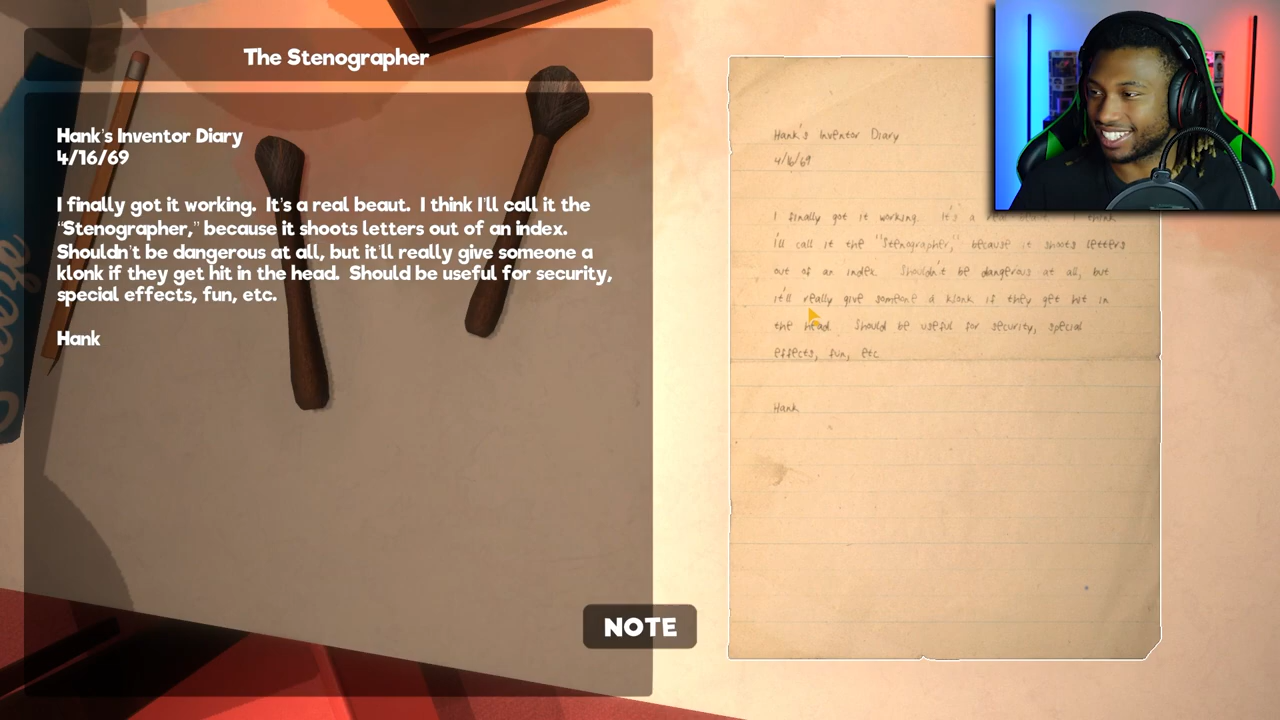 The Stenographer
Hank's Inventor Diary
4/16/69
I finally got it working.  It's a real beaut.  I think I'll call it the
“Stenographer,” because it shoots letters out of an index.
Shouldn't be dangerous at all, but it'll really give someone a
klonk if they get hit in the head.  Should be useful for security,
special effects, fun, etc.
Hank
NOTE
Hank's Inventor Diary
4/16/69
I finally got it working.  It's a real beaut.  I think
I'll call it the "Stenographer," because it shoots letters
out of an index.  Shouldn't be dangerous at all, but
it'll really give someone a klonk if they get hit in
the head.  Should be useful for security, special
effects, fun, etc
Hank